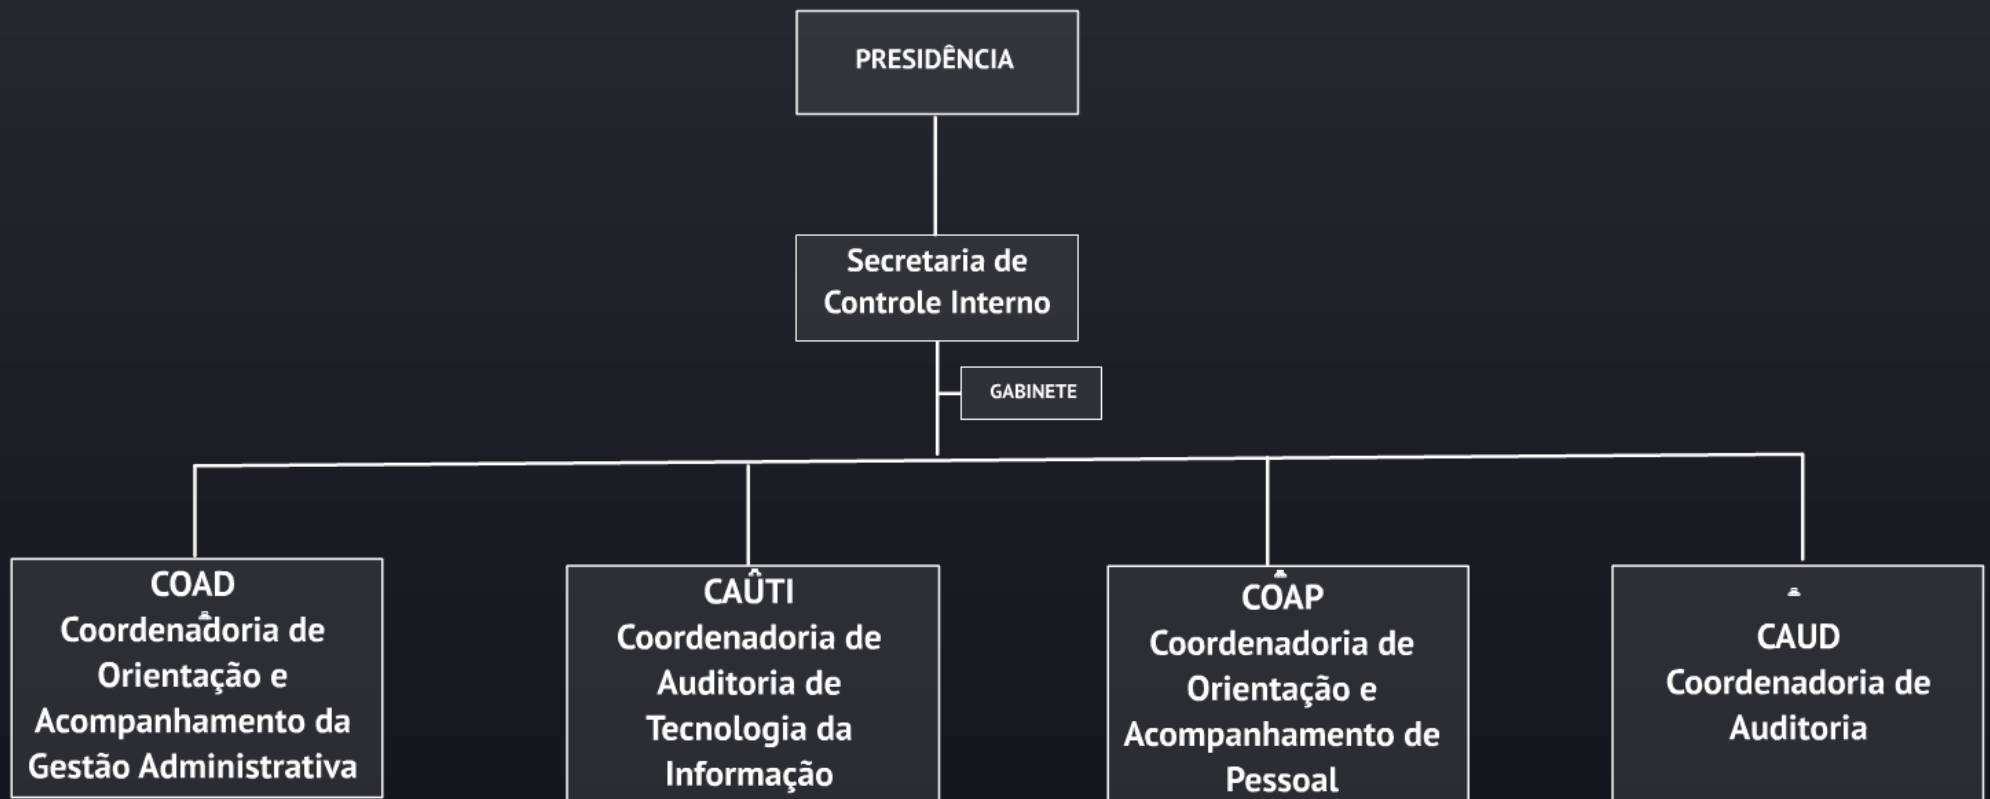 PRESIDÊNCIA
Secretaria de
Controle Interno
GABINETE
COAD
Coordenadoria de
Orientação e
Acompanhamento da
Gestão Administrativa
CAUTI
Coordenadoria de
Auditoria de
Tecnologia da
Informação
COAP
Coordenadoria de
Orientação e
Acompanhamento de
Pessoal
CAUD
Coordenadoria de
Auditoria